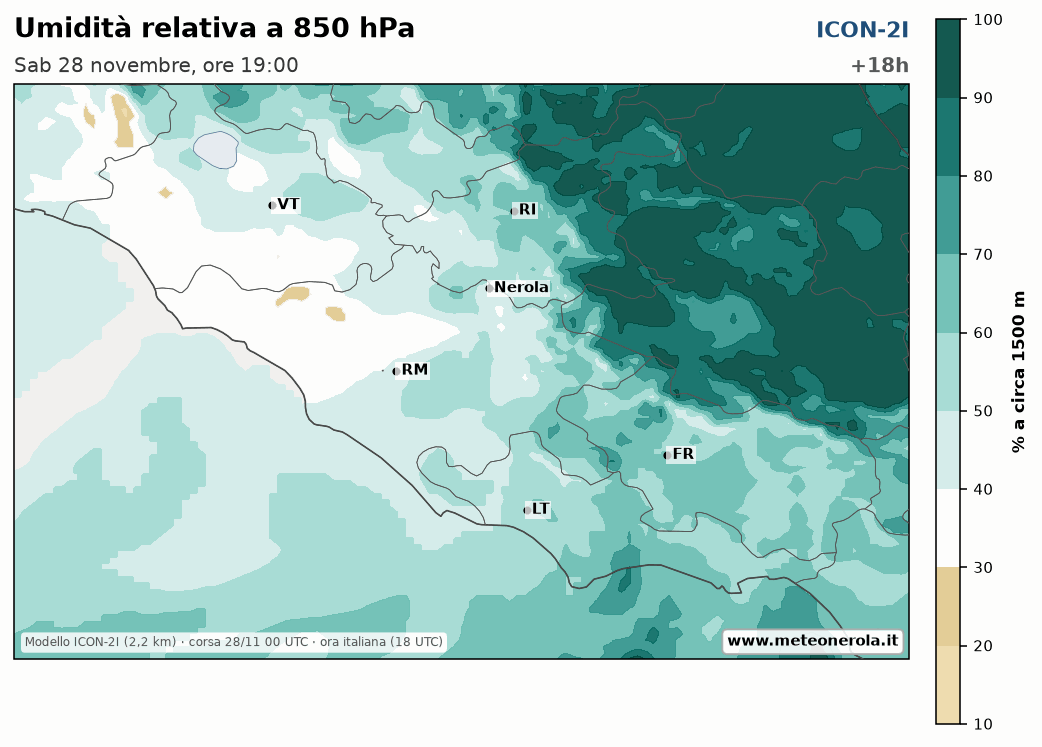 Umidità relativa a 850 hPa
ICON-2I
Sab 28 novembre, ore 19:00
+18h
100
90
80
70
60
50
40
30
20
10
% a circa 1500 m
VT
RI
Nerola
RM
FR
LT
Modello ICON-2I (2,2 km) · corsa 28/11 00 UTC · ora italiana (18 UTC)
www.meteonerola.it